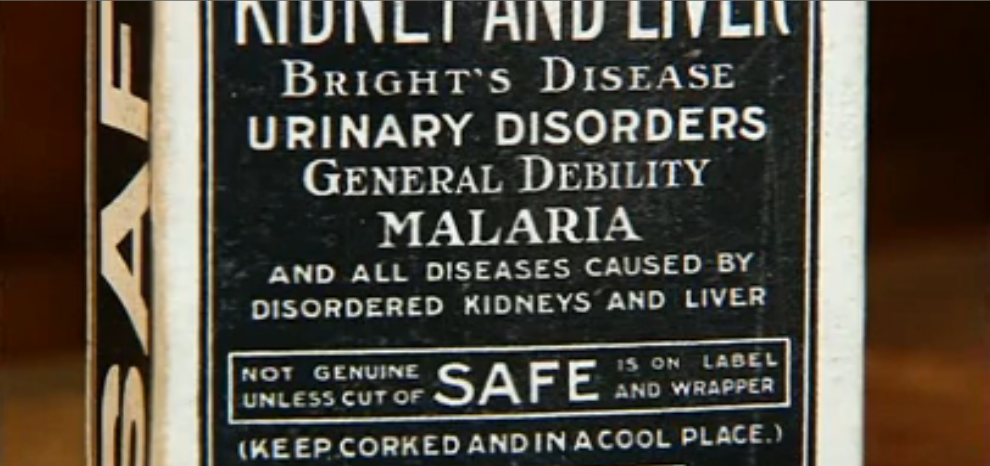 KIDNEY AND LIVER
BRIGHT'S DISEASE
URINARY DISORDERS
GENERAL DEBILITY
MALARIA
AND ALL DISEASES CAUSED BY
DISORDERED KIDNEYS AND LIVER
NOT GENUINE
UNLESS CUT OF
SAFE
IS ON LABEL
AND WRAPPER
(KEEP CORKED AND IN A COOL PLACE.)
SAF